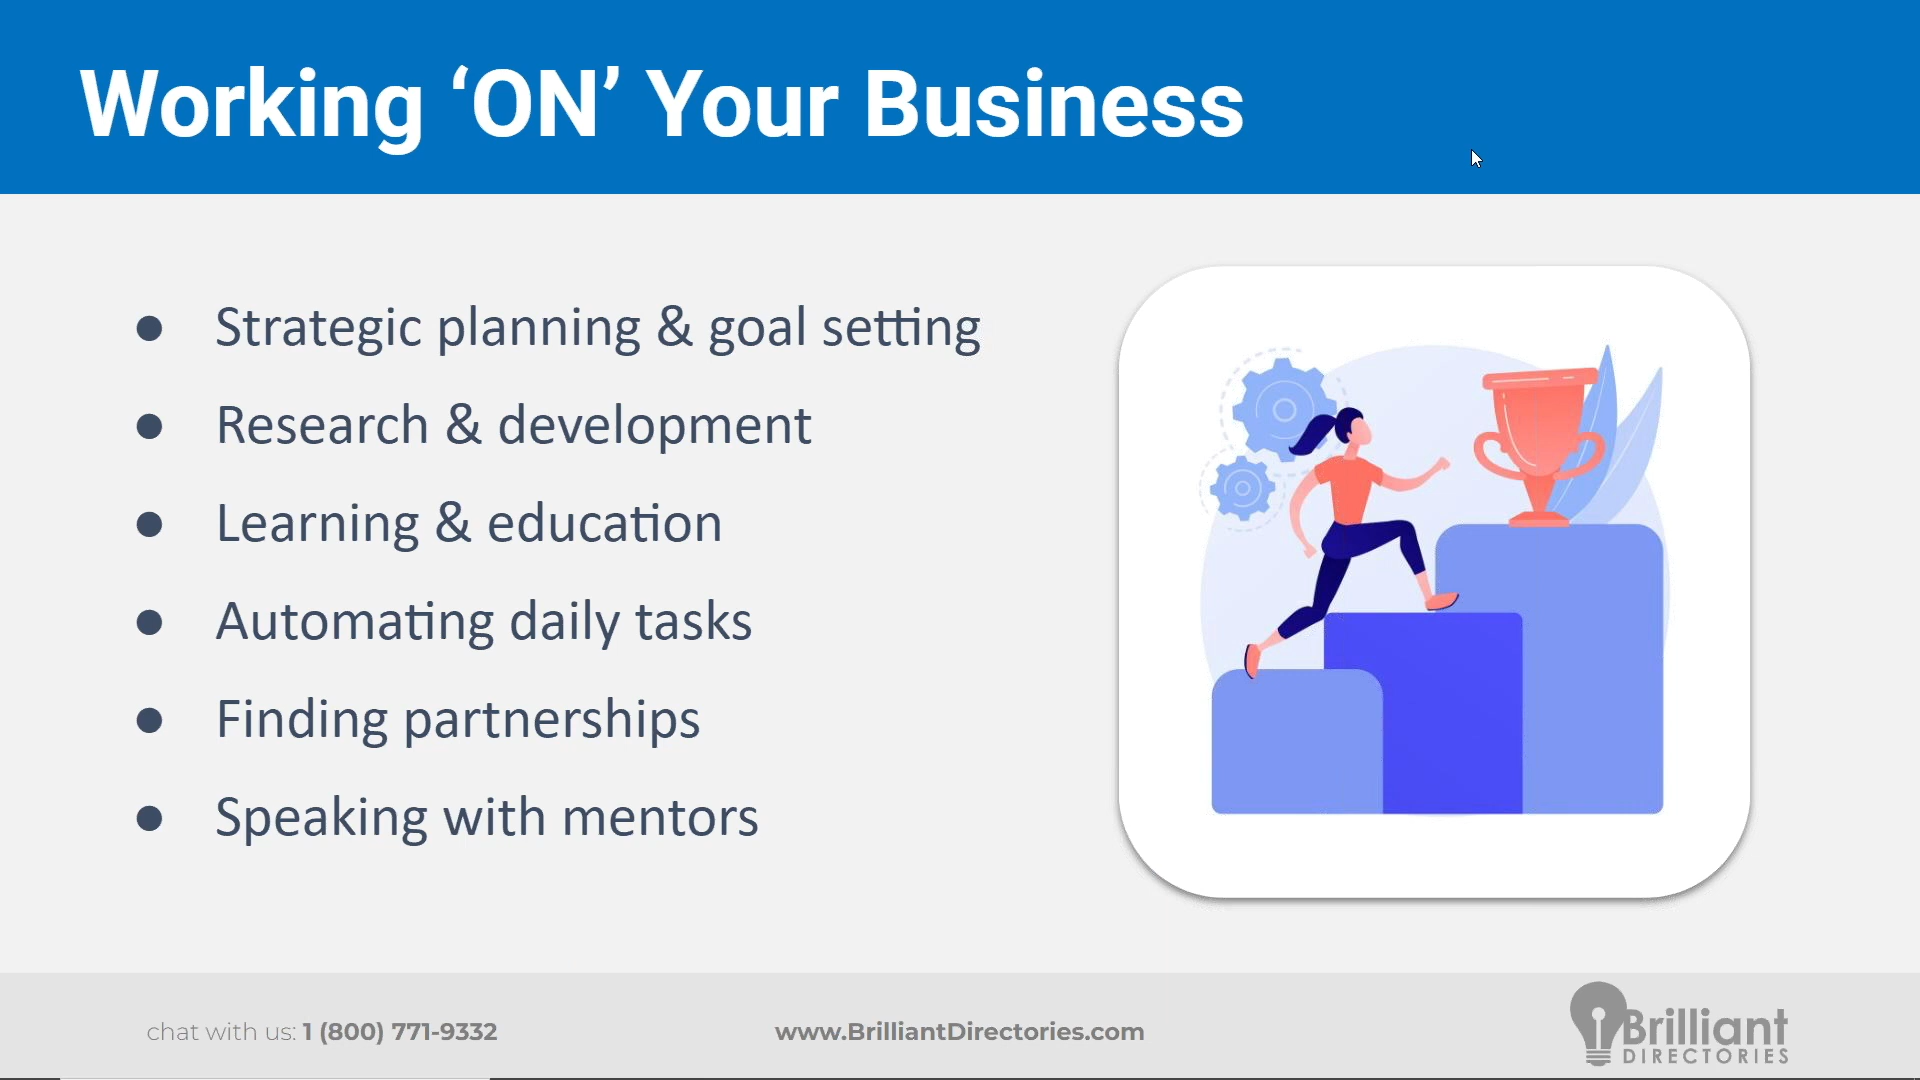 Working ‘ON’ Your Business
● Strategic planning & goal setting
● Research & development
● Learning & education
● Automating daily tasks
● Finding partnerships
● Speaking with mentors
chat with us: 1 (800) 771-9332
www.BrilliantDirectories.com
Brilliant
DIRECTORIES